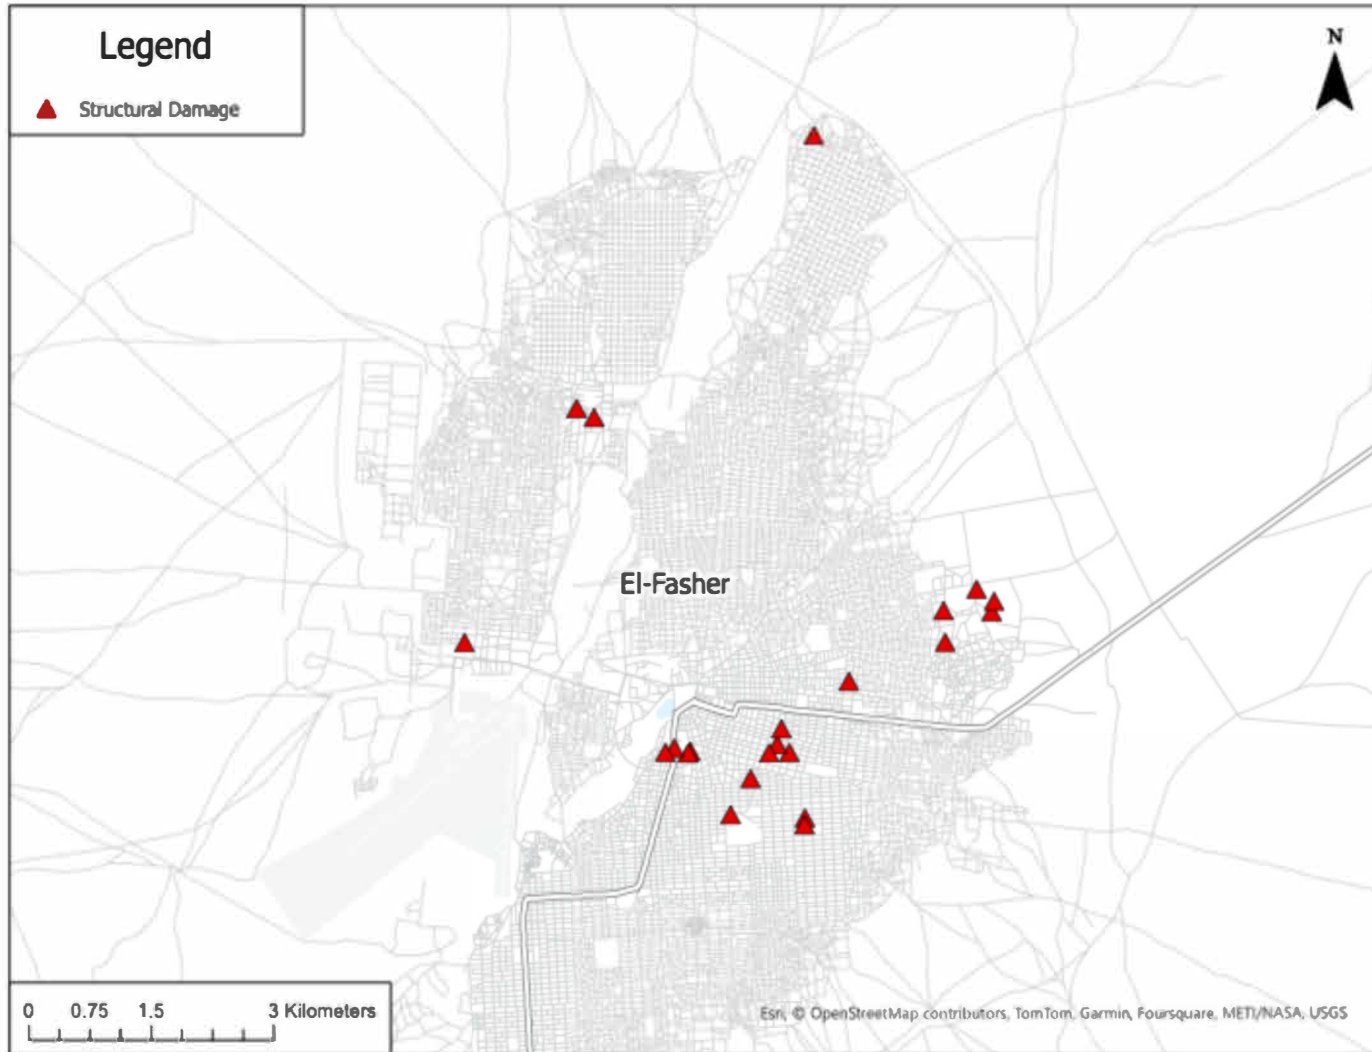 Legend
Structural Damage
N
El-Fasher
0 0.75 1.5 3 Kilometers
Esri, © OpenStreetMap contributors, TomTom, Garmin, Foursquare, METI/NASA, USGS